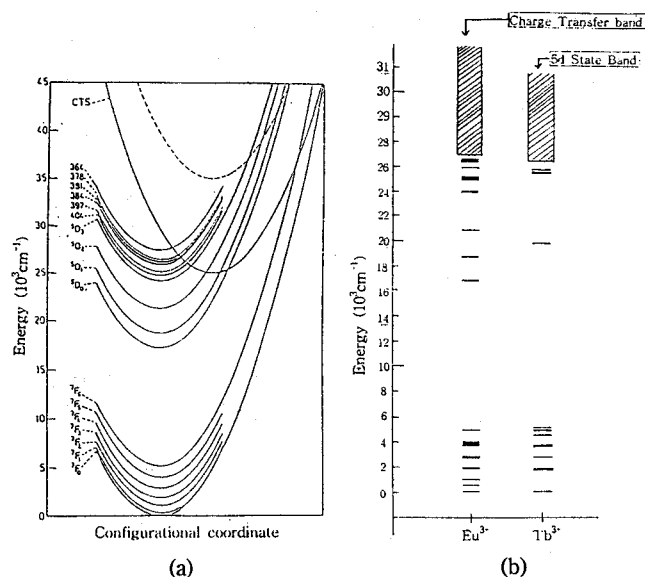 Charge Transfer band
5d State Band
45
40
35
30
25
20
15
10
5
0
Energy (10³cm⁻¹)
CTS
361
378
381
384
397
404
⁵D₃
⁵D₂
⁵D₁
⁵D₀
⁷F₆
⁷F₅
⁷F₄
⁷F₃
⁷F₂
⁷F₁
⁷F₀
Configurational coordinate
(a)
31
30
28
26
24
22
20
18
16
14
12
10
8
6
4
2
0
Energy (10³cm⁻¹)
Eu³⁺
Tb³⁺
(b)